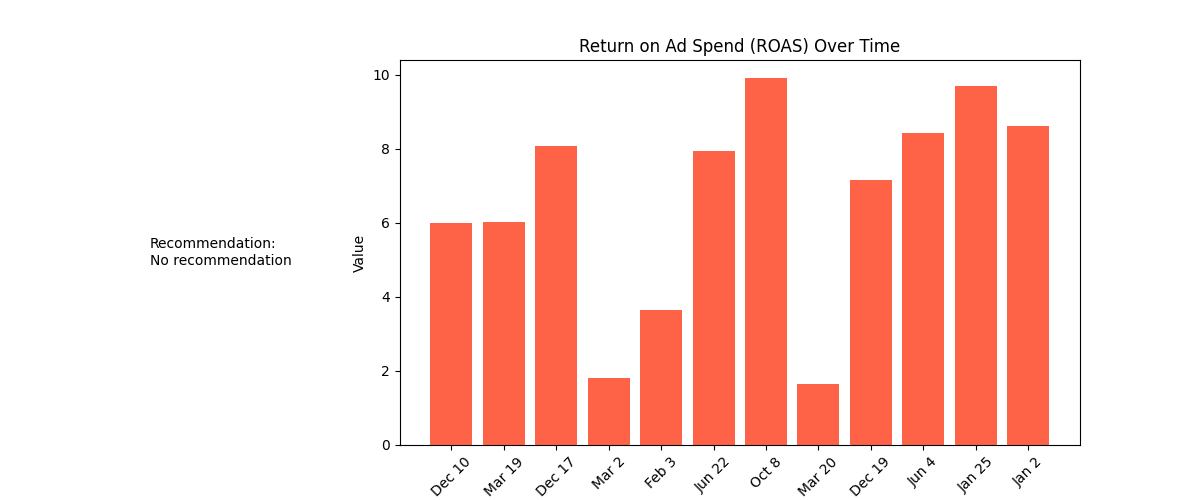 Return on Ad Spend (ROAS) Over Time
10
8
6
4
2
0
Value
Recommendation:
No recommendation
Dec 10
Mar 19
Dec 17
Mar 2
Feb 3
Jun 22
Oct 8
Mar 20
Dec 19
Jun 4
Jan 25
Jan 2